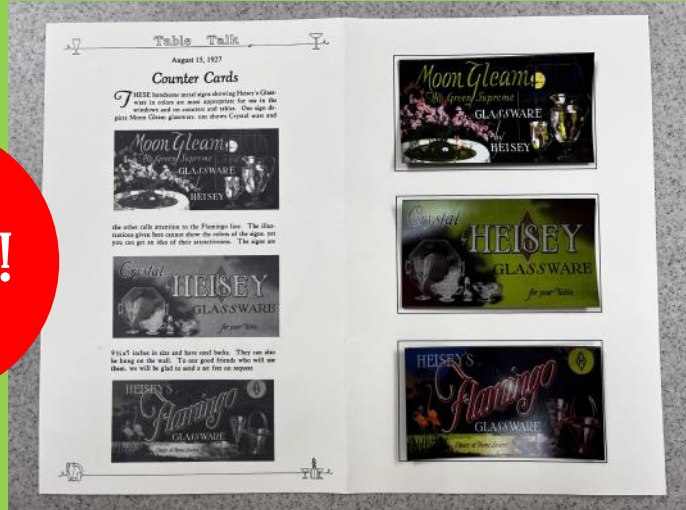 !
Table Talk
August 15, 1927
Counter Cards
THESE handsome metal signs showing Heisey's Glass-
ware in colors are most appropriate for use in the
windows and on counters and tables. One sign de-
picts Moon Gleam glassware, one shows Crystal ware and
Moon Gleam
The Green Supreme
GLASSWARE
by
HEISEY
the other calls attention to the Flamingo line. The illus-
trations given here cannot show the colors of the signs, yet
you can get an idea of their attractiveness. The signs are
Crystal
HEISEY
GLASSWARE
for your Table
9½x5 inches in size and have easel backs. They can also
be hung on the wall. To our good friends who will use
them, we will be glad to send a set free on request.
HEISEY'S
Flamingo
GLASSWARE
Moon Gleam
The Green Supreme
GLASSWARE
by
HEISEY
Crystal
HEISEY
GLASSWARE
for your Table
HEISEY'S
Flamingo
GLASSWARE